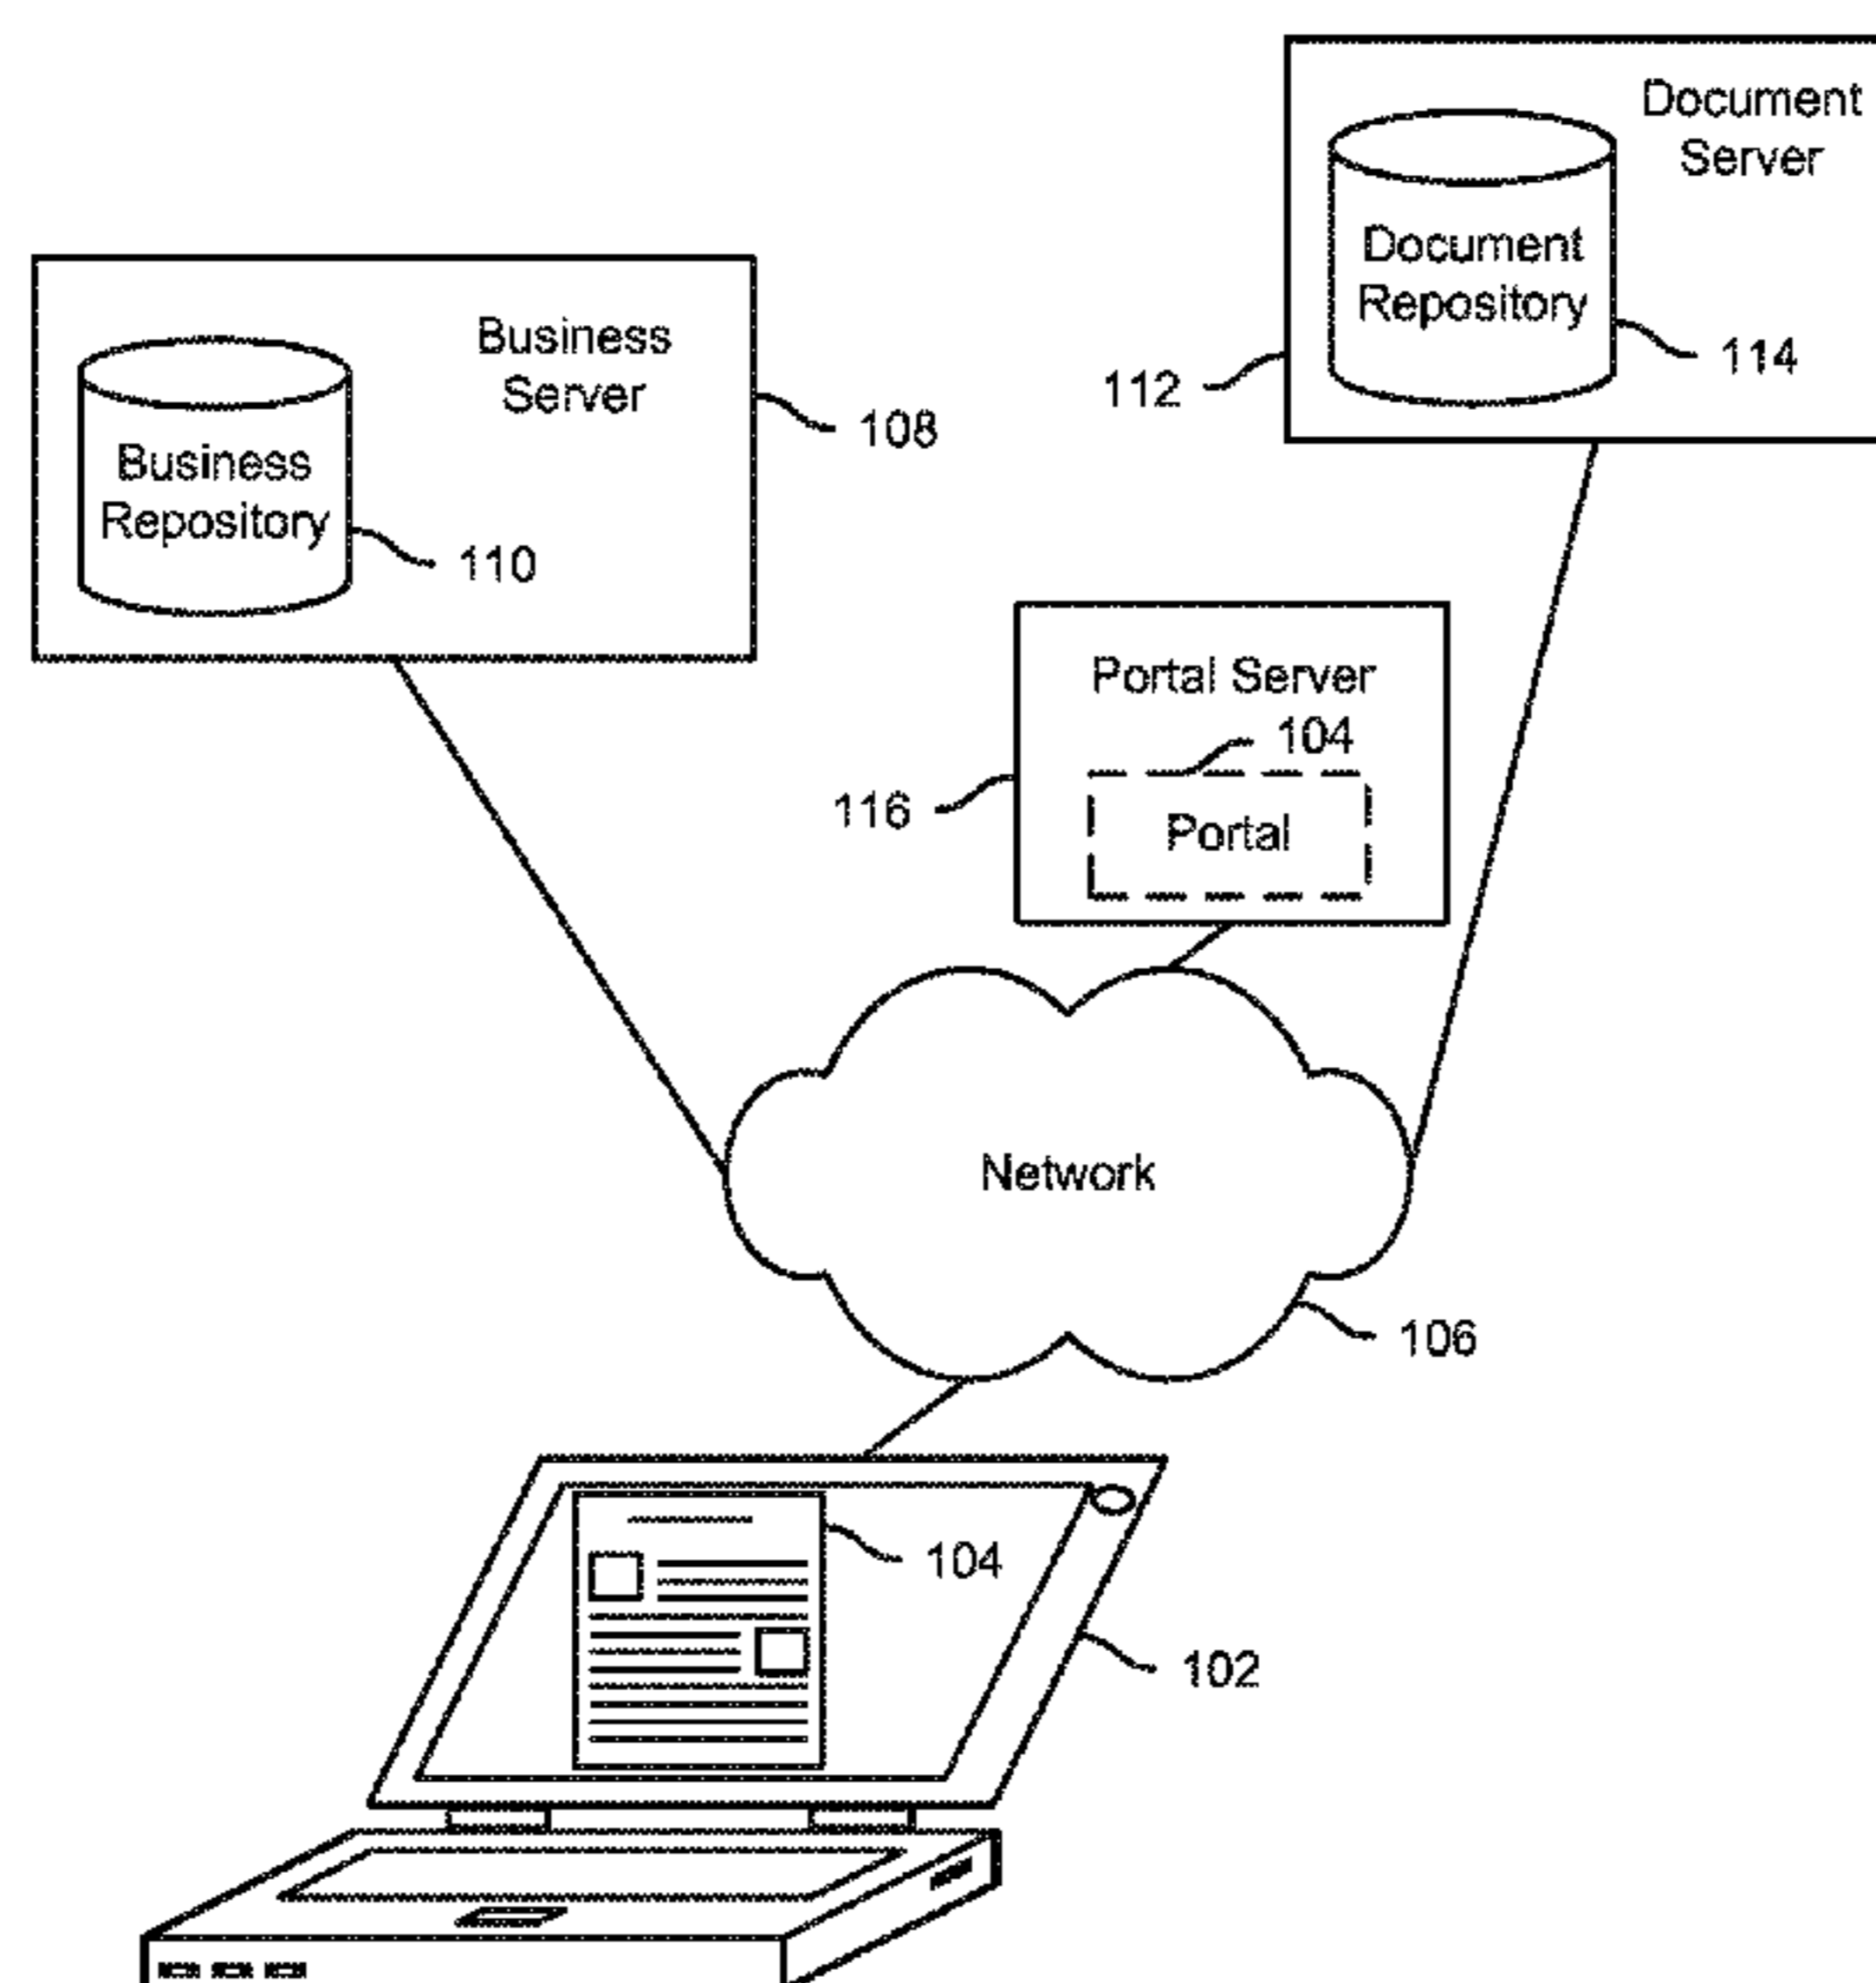 Document
Server
Document
Repository
114
112
Business
Server
108
Business
Repository
110
Portal Server
104
Portal
116
Network
106
104
102